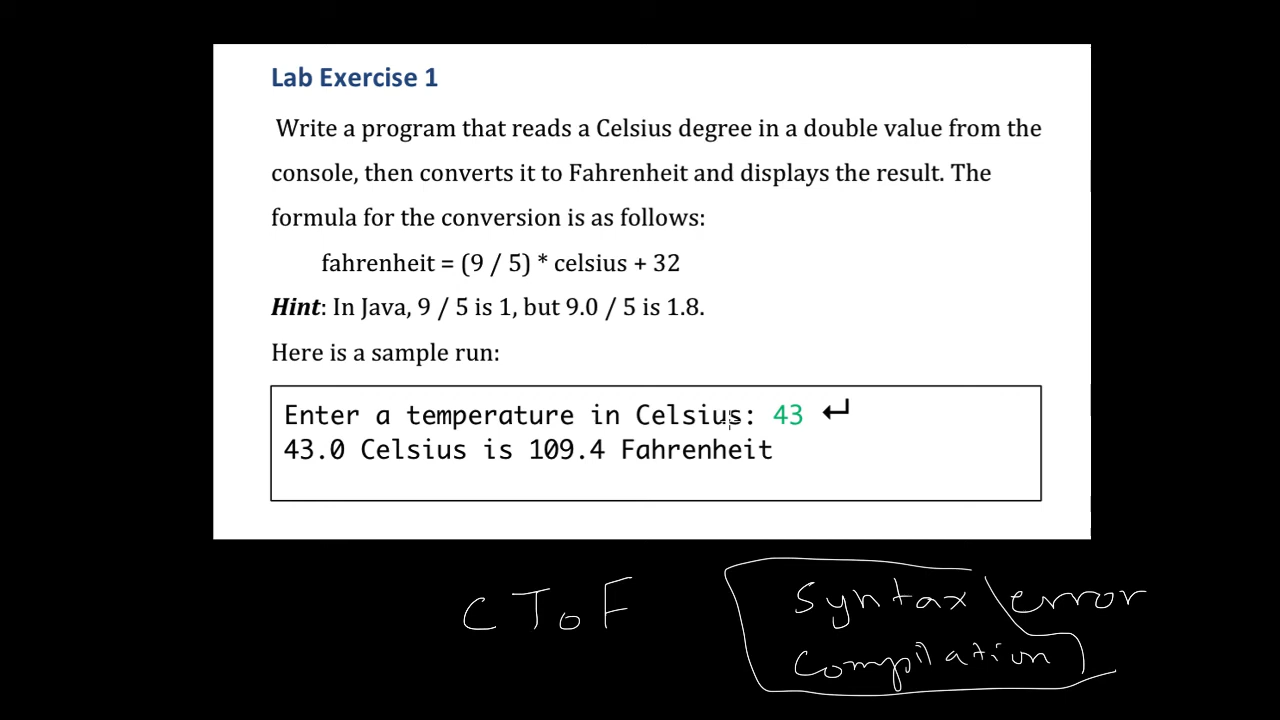 Lab Exercise 1
Write a program that reads a Celsius degree in a double value from the
console, then converts it to Fahrenheit and displays the result. The
formula for the conversion is as follows:
fahrenheit = (9 / 5) * celsius + 32
Hint: In Java, 9 / 5 is 1, but 9.0 / 5 is 1.8.
Here is a sample run:
Enter a temperature in Celsius: 43 ↵
43.0 Celsius is 109.4 Fahrenheit
CToF
Syntax error
Compilation